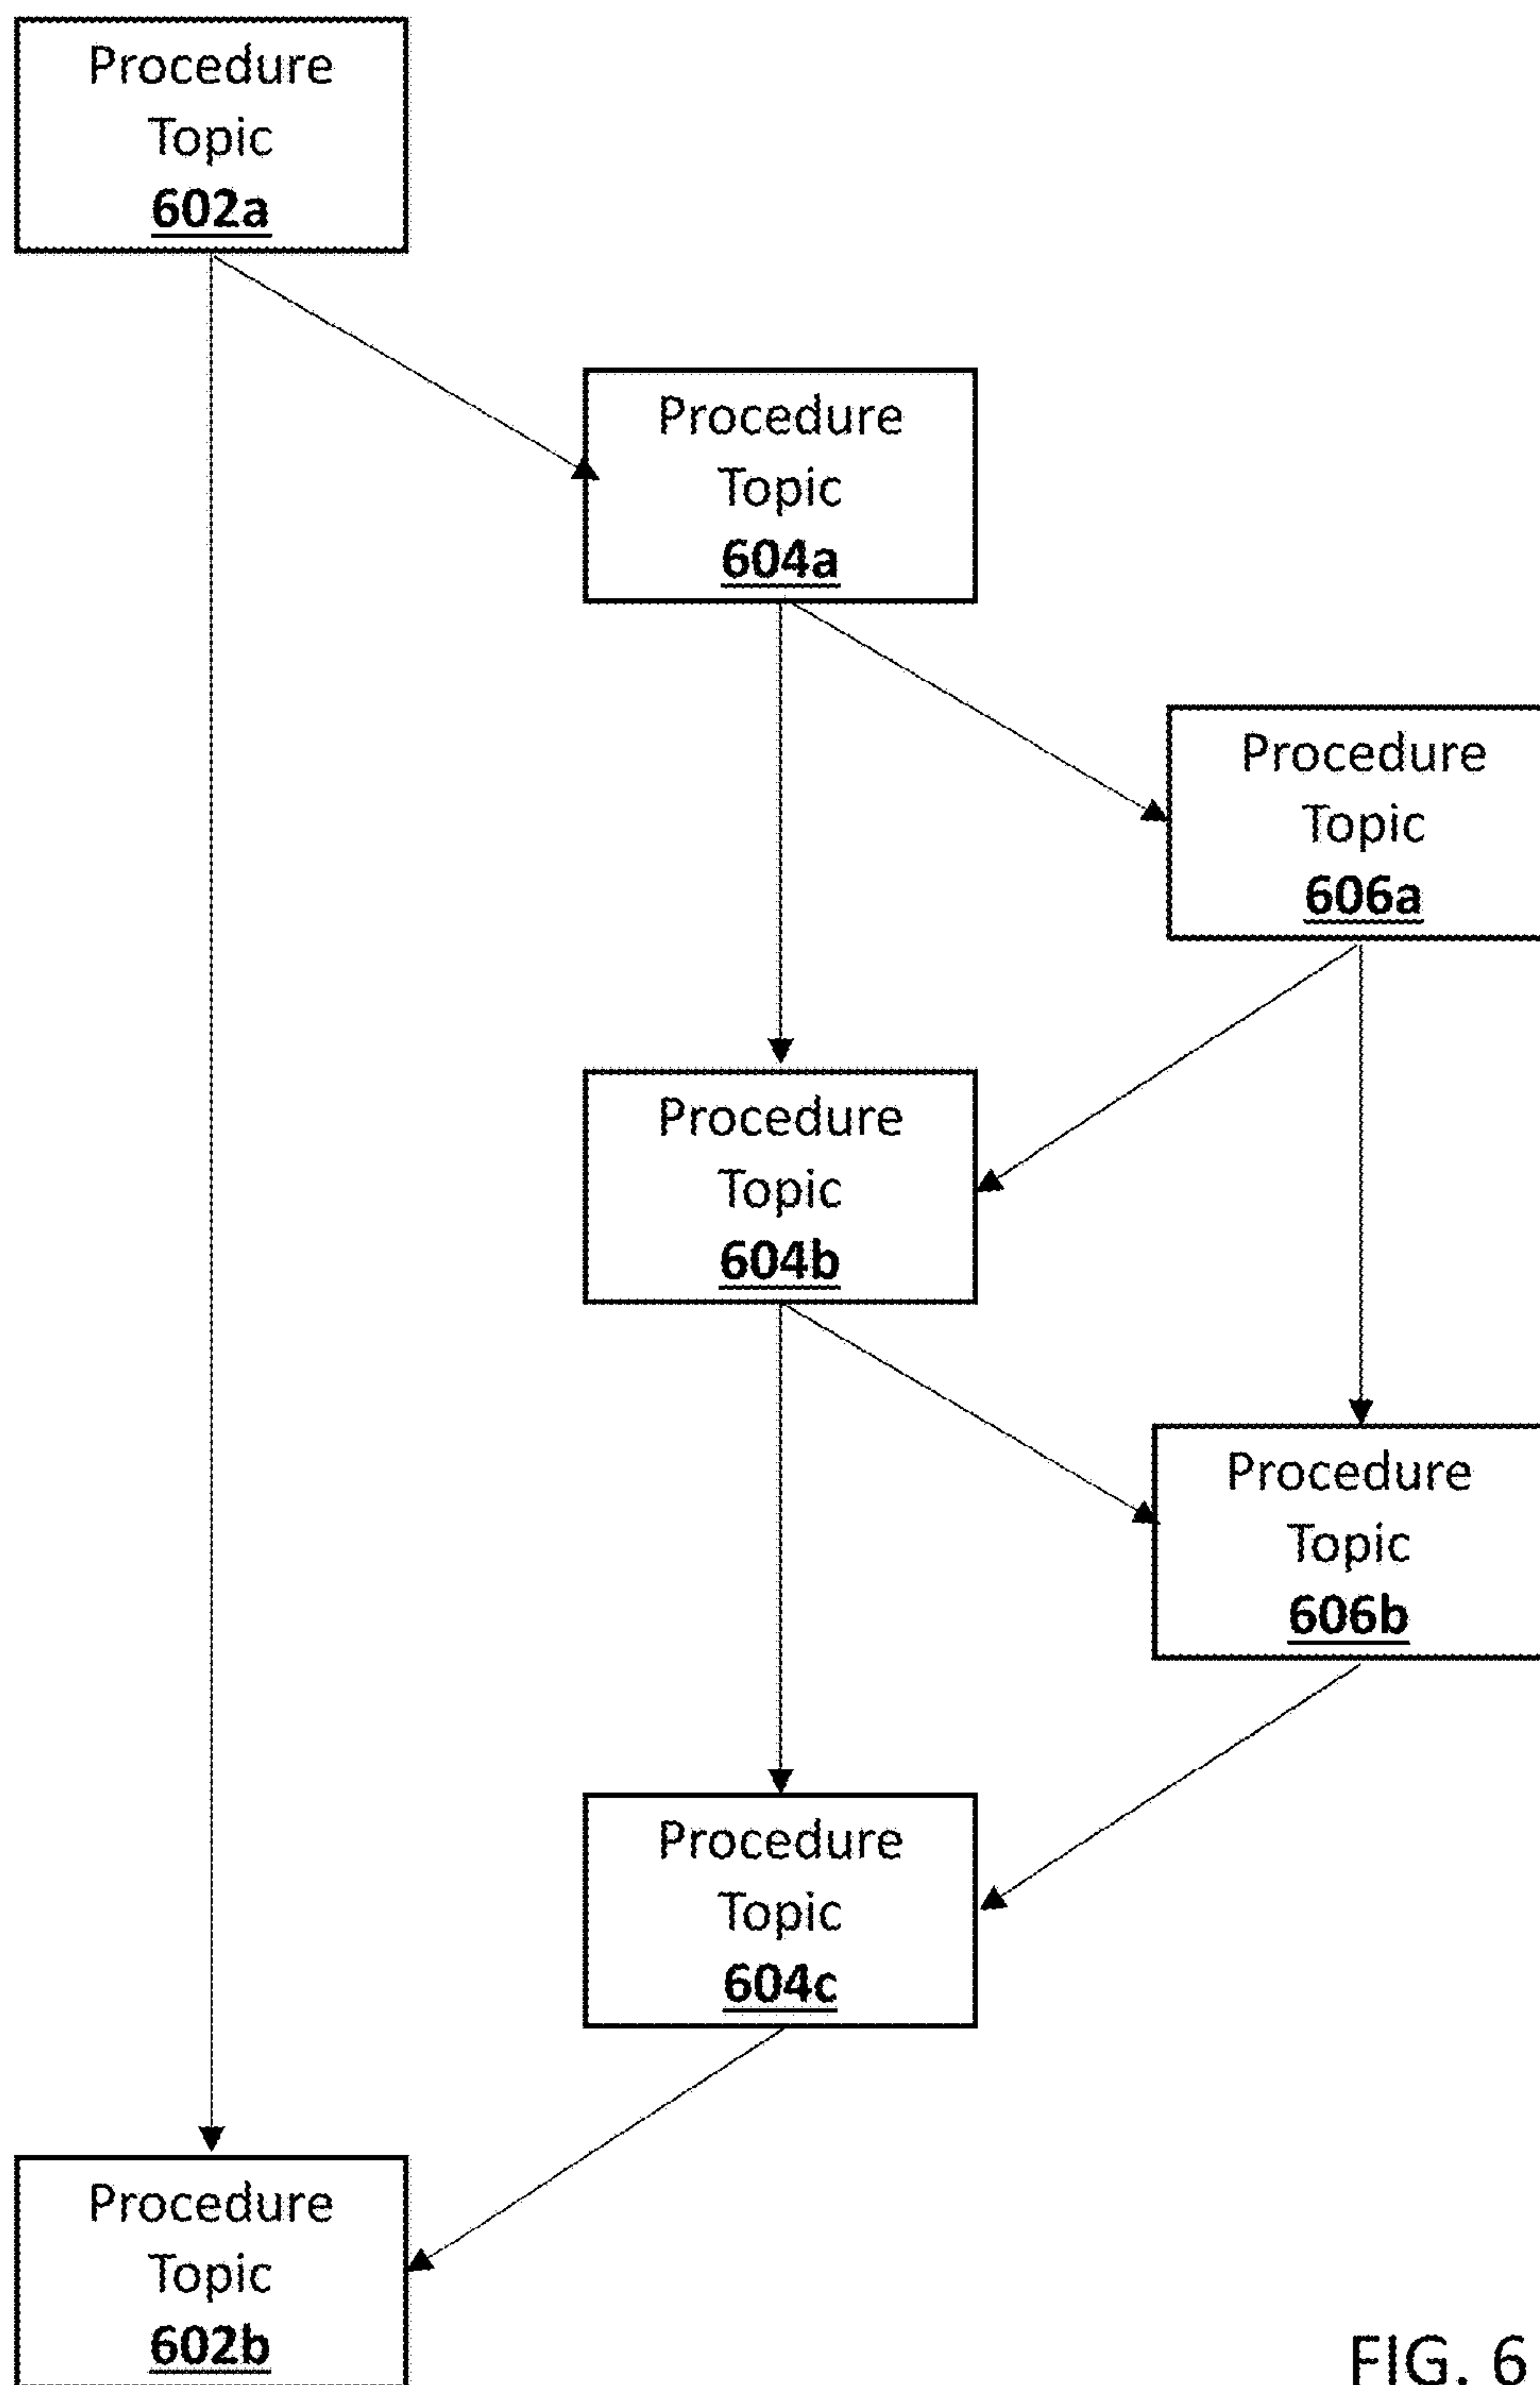 Procedure
Topic
602a
Procedure
Topic
604a
Procedure
Topic
606a
Procedure
Topic
604b
Procedure
Topic
606b
Procedure
Topic
604c
Procedure
Topic
602b
FIG. 6